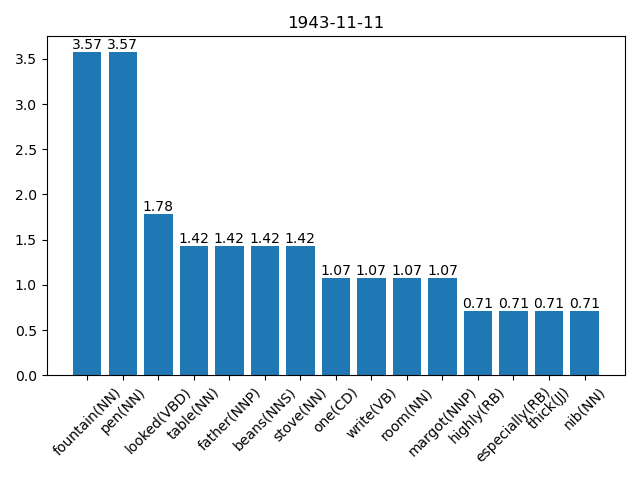 1943-11-11
3.5
3.0
2.5
2.0
1.5
1.0
0.5
0.0
3.57 3.57 1.78 1.42 1.42 1.42 1.42 1.07 1.07 1.07 1.07 0.71 0.71 0.71 0.71
fountain(NN)
pen(NN)
looked(VBD)
table(NN)
father(NNP)
beans(NNS)
stove(NN)
one(CD)
write(VB)
room(NN)
margot(NNP)
highly(RB)
especially(RB)
thick(JJ)
nib(NN)